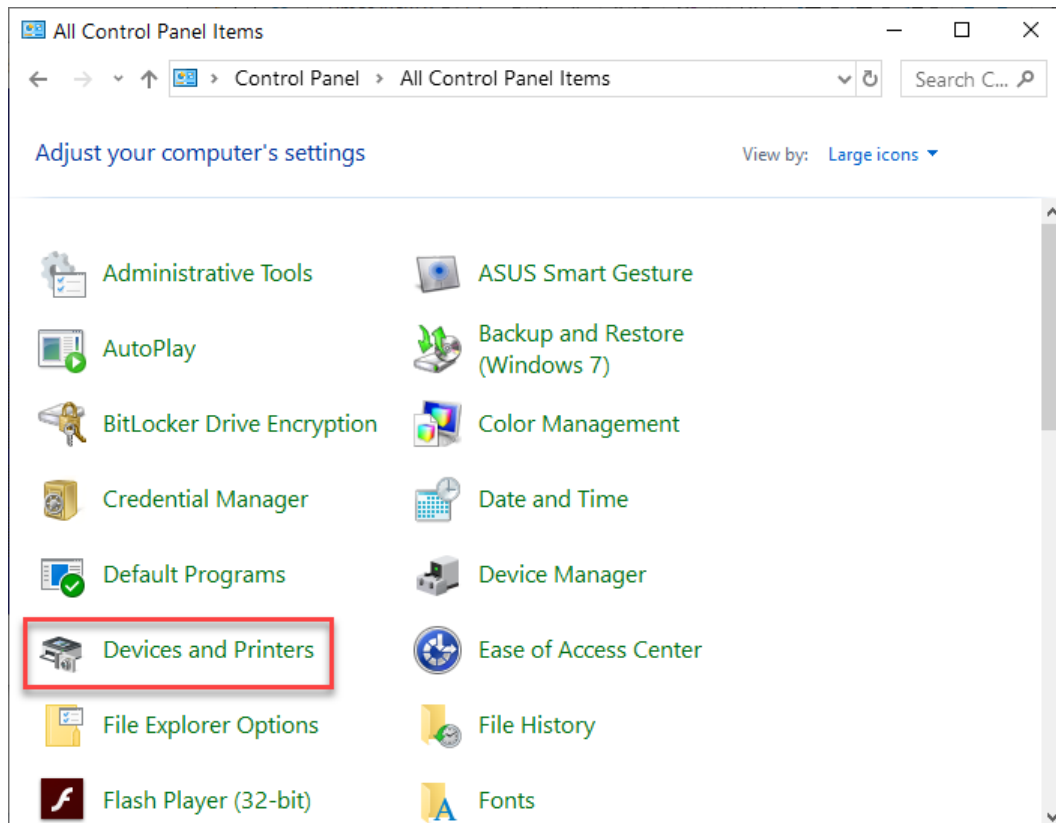 All Control Panel Items
Control Panel > All Control Panel Items
Search C...
Adjust your computer's settings
View by: Large icons
Administrative Tools
ASUS Smart Gesture
AutoPlay
Backup and Restore
(Windows 7)
BitLocker Drive Encryption
Color Management
Credential Manager
Date and Time
Default Programs
Device Manager
Devices and Printers
Ease of Access Center
File Explorer Options
File History
Flash Player (32-bit)
Fonts